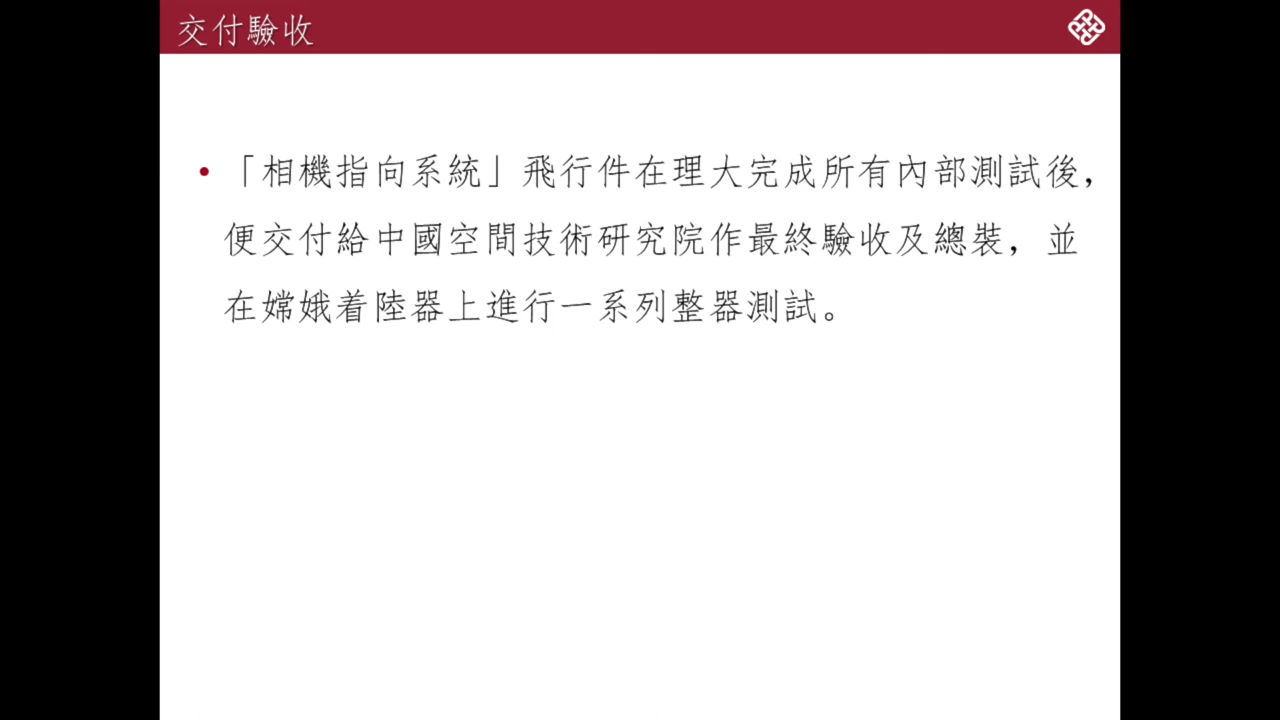 交付驗收
•「相機指向系統」飛行件在理大完成所有內部測試後，
便交付給中國空間技術研究院作最終驗收及總裝，並
在嫦娥着陸器上進行一系列整器測試。